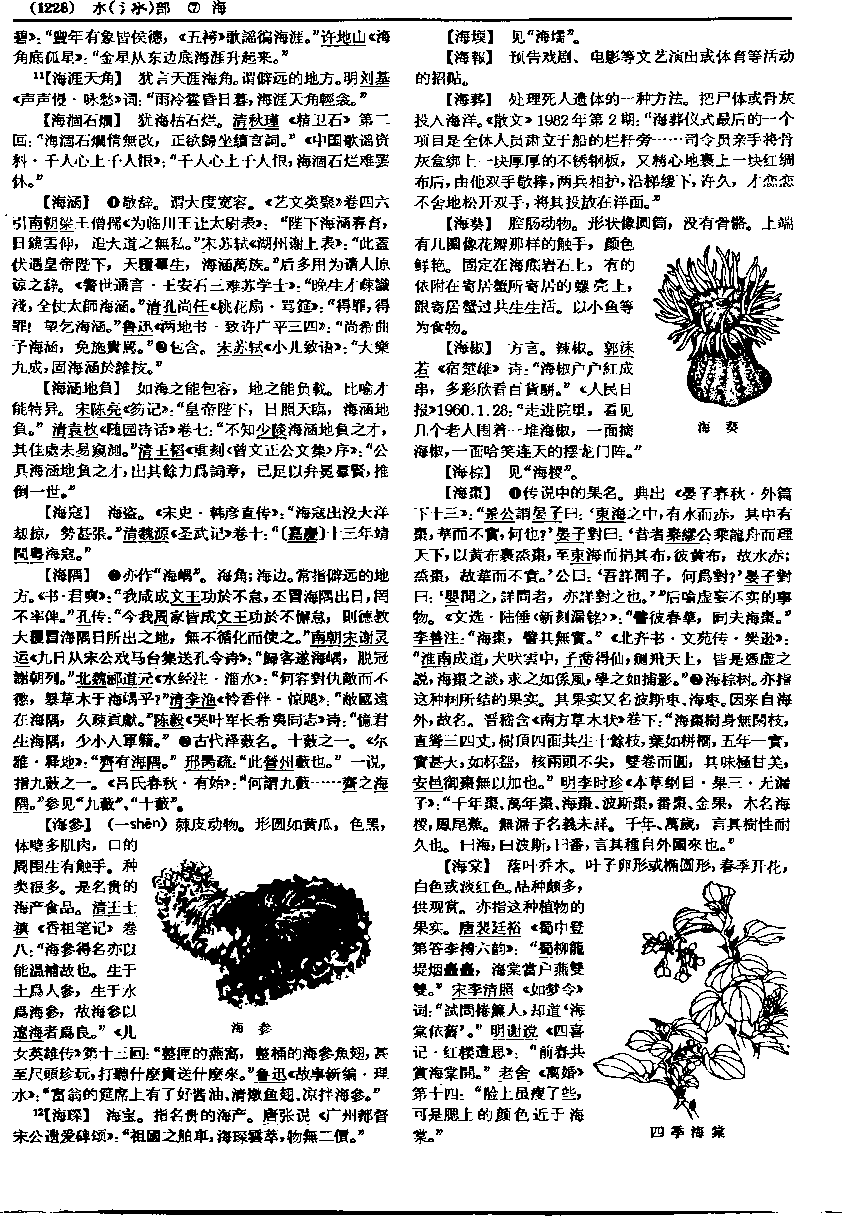 (1228) 水(氵氺)部 ⑦ 海
碧》：“豐年有象皆侯德，《五袴》歌謡徧海涯。”许地山《海
角底孤星》：“金星从东边底海涯升起来。”
11【海涯天角】 犹言天涯海角。谓僻远的地方。明刘基
《声声慢·咏愁》词：“雨冷雲昏日暮，海涯天角輕盒。”
【海涸石爛】 犹海枯石烂。清秋瑾《精卫石》第二
回：“海涸石爛情無改，正欲歸坐續言詞。”《中国歌谣资
料·千人心上千人恨》：“千人心上千人恨，海涸石烂难罢
休。”
【海涵】 ❶敬辞。谓大度宽容。《艺文类聚》卷四六
引南朝梁王僧孺《为临川王让太尉表》：“陛下海涵春育，
日鏡雲伸，追大道之無私。”宋苏轼《湖州谢上表》：“此蓋
伏遇皇帝陛下，天覆羣生，海涵萬族。”后多用为请人原
谅之辞。《警世通言·王安石三难苏学士》：“晚生才疎識
淺，全仗太師海涵。”清孔尚任《桃花扇·骂筵》：“得罪，得
罪！望乞海涵。”鲁迅《两地书·致许广平三四》：“尚希曲
予海涵，免施貴屙。”❷包含。宋苏轼《小儿致语》：“大樂
九成，固海涵於雜技。”
【海涵地負】 如海之能包容，地之能负载。比喻才
能特异。宋陈亮《笏记》：“皇帝陛下，日照天臨，海涵地
負。”清袁枚《随园诗话》卷七：“不知少陵海涵地負之才，
其佳處未易窺測。”清王韬《重刻〈曾文正公文集〉序》：“公
具海涵地負之才，出其餘力爲詞章，已足以弁冕羣賢，推
倒一世。”
【海寇】 海盗。《宋史·韩彦直传》：“海寇出没大洋
劫掠，勢甚張。”清魏源《圣武记》卷十：“〔嘉慶〕十三年靖
閩粤海寇。”
【海隅】 ❶亦作“海嵎”。海角；海边。常指僻远的地
方。《书·君奭》：“我咸成文王功於不怠，丕冒海隅出日，罔
不率俾。”孔传：“今我周家皆成文王功於不懈怠，則德教
大覆冒海隅日所出之地，無不循化而使之。”南朝宋谢灵
运《九日从宋公戏马台集送孔令诗》：“歸客遂海嵎，脱冠
謝朝列。”北魏郦道元《水经注·淄水》：“何容對仇敵而不
德，暴草木于海嵎乎？”清李渔《怜香伴·惊飓》：“敝國遠
在海隅，久疎貢獻。”陈毅《哭叶军长希夷同志》诗：“镜君
生海隅，少小入軍籍。”❷古代泽薮名。十薮之一。《尔
雅·释地》：“齊有海隅。”邢昺疏：“此營州藪也。”一说，
指九薮之一。《吕氏春秋·有始》：“何謂九藪……齊之海
隅。”参见“九薮”、“十薮”。
【海参】（一shēn）棘皮动物。形圆如黄瓜，色黑，
体壁多肌肉，口的
周围生有触手。种
类很多。是名贵的
海产食品。清王士
禛《香祖笔记》卷
八：“海參得名亦以
能温補故也。生于
土爲人參，生于水
爲海參，故海參以
遼海者爲良。”《儿
海 参
女英雄传》第十三回：“整匣的燕窩，整桶的海參魚翅，甚
至尺頭珍玩，打聽什麽貴送什麽來。”鲁迅《故事新编·理
水》：“富翁的筵席上有了好酱油、清燉鱼翅、凉拌海参。”
12【海琛】 海宝。指名贵的海产。唐张说《广州都督
宋公遗爱碑颂》：“祖國之舶車，海琛雲萃，物無二價。”
【海堧】 见“海壖”。
【海報】 预告戏剧、电影等文艺演出或体育等活动
的招贴。
【海葬】 处理死人遗体的一种方法。把尸体或骨灰
投入海洋。《散文》1982年第2期：“海葬仪式最后的一个
项目是全体人员肃立于船的栏杆旁……司令员亲手将骨
灰盒绑上一块厚厚的不锈钢板，又精心地裹上一块红绸
布后，由他双手敬捧，两兵相护，沿梯缓下，许久，才恋恋
不舍地松开双手，将其投放在洋面。”
【海葵】 腔肠动物。形状像圆筒，没有骨骼。上端
有几圈像花瓣那样的触手，颜色
鲜艳。固定在海底岩石上，有的
依附在寄居蟹所寄居的螺壳上，
跟寄居蟹过共生生活。以小鱼等
为食物。
【海椒】 方言。辣椒。郭沫
若《宿楚雄》诗：“海椒户户紅成
串，多彩欣看百貨駢。”《人民日
报》1960.1.28：“走进院里，看见
几个老人围着一堆海椒，一面摘
海椒，一面哈笑连天的摆龙门阵。”
海 葵
【海棕】 见“海椶”。
【海棗】 ❶传说中的果名。典出《晏子春秋·外篇
下十三》：“景公謂晏子曰：‘東海之中，有水而赤，其中有
棗，華而不實，何也？’晏子對曰：‘昔者秦繆公乘龍舟而理
天下，以黄布裹烝棗，至東海而捐其布，彼黄布，故水赤；
烝棗，故華而不實。’公曰：‘吾詳問子，何爲對？’晏子對
曰：‘嬰聞之，詳問者，亦詳對之也。’”后喻虚妄不实的事
物。《文选·陆倕〈新刻漏铭〉》：“譬彼春華，同夫海棗。”
李善注：“海棗，譬其無實。”《北齐书·文苑传·樊逊》：
“淮南成道，犬吠雲中，子喬得仙，劍飛天上，皆是憑虚之
説，海棗之談，求之如係風，學之如捕影。”❷海棕树。亦指
这种树所结的果实。其果实又名波斯枣、海枣。因来自海
外，故名。晋嵇含《南方草木状》卷下：“海棗樹身無閑枝，
直聳三四丈，樹頂四面共生十餘枝，葉如栟櫚，五年一實，
實甚大，如杯盌，核兩頭不尖，雙卷而圓，其味極甘美，
安邑御棗無以加也。”明李时珍《本草纲目·果三·无漏
子》：“千年棗、萬年棗、海棗、波斯棗，番棗、金果，木名海
椶，鳳尾蕉。無漏子名義未詳。千年、萬歲，言其樹性耐
久也。曰海，曰波斯，曰番，言其種自外國來也。”
【海棠】 落叶乔木。叶子卵形或椭圆形，春季开花，
白色或淡红色。品种颇多，
供观赏。亦指这种植物的
果实。唐裴廷裕《蜀中登
第答李搏六韵》：“蜀柳籠
堤烟矗矗，海棠當户燕雙
雙。”宋李清照《如梦令》
词：“試問捲簾人，却道‘海
棠依舊’。”明谢谠《四喜
记·红楼遣思》：“前春共
賞海棠開。”老舍《离婚》
第十四：“脸上虽瘦了些，
可是腮上的颜色近于海
棠。”
四季海棠